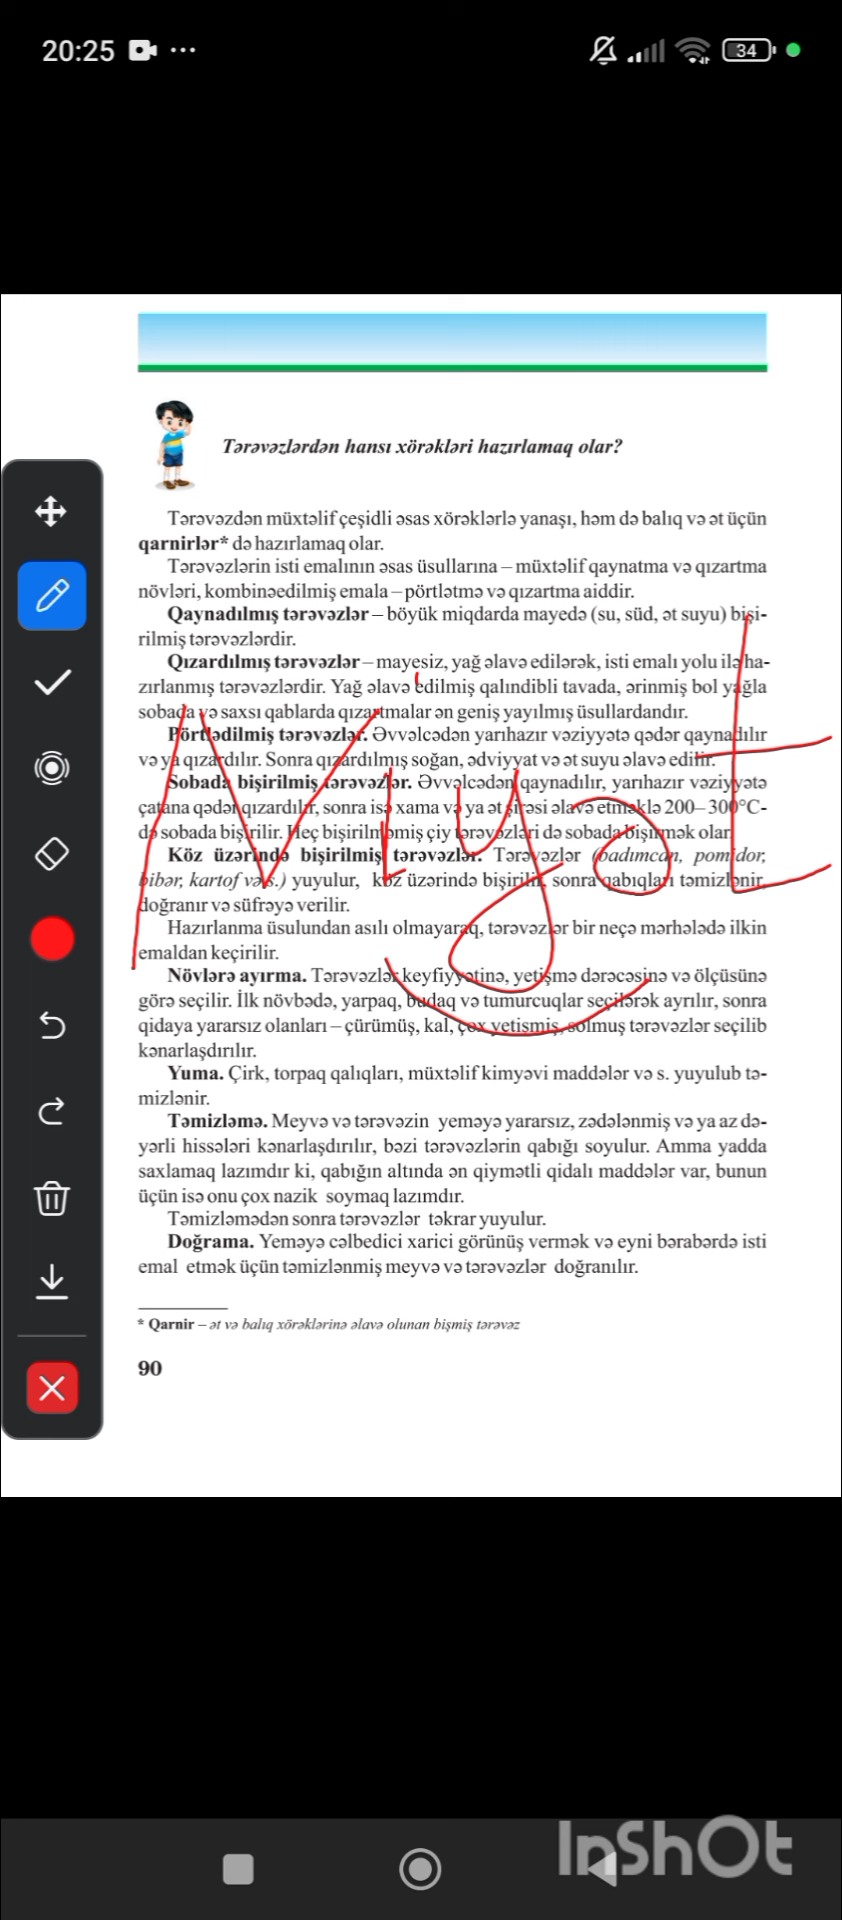 20:25
34
Tərəvəzlərdən hansı xörəkləri hazırlamaq olar?
Tərəvəzdən müxtəlif çeşidli əsas xörəklərlə yanaşı, həm də balıq və ət üçün
qarnirlər* də hazırlamaq olar.
Tərəvəzlərin isti emalının əsas üsullarına – müxtəlif qaynatma və qızartma
növləri, kombinəedilmiş emala – pörtlətmə və qızartma aiddir.
Qaynadılmış tərəvəzlər – böyük miqdarda mayedə (su, süd, ət suyu) bişi-
rilmiş tərəvəzlərdir.
Qızardılmış tərəvəzlər – mayesiz, yağ əlavə edilərək, isti emalı yolu ilə ha-
zırlanmış tərəvəzlərdir. Yağ əlavə edilmiş qalındibli tavada, ərinmiş bol yağla
sobada və saxsı qablarda qızartmalar ən geniş yayılmış üsullardandır.
Pörtlədilmiş tərəvəzlər. Əvvəlcədən yarıhazır vəziyyətə qədər qaynadılır
və ya qızardılır. Sonra qızardılmış soğan, ədviyyat və ət suyu əlavə edilir.
Sobada bişirilmiş tərəvəzlər. Əvvəlcədən qaynadılır, yarıhazır vəziyyətə
çatana qədər qızardılır, sonra isə xama və ya ət şirəsi əlavə etməklə 200–300°C-
də sobada bişirilir. Heç bişirilməmiş çiy tərəvəzləri də sobada bişirmək olar.
Köz üzərində bişirilmiş tərəvəzlər. Tərəvəzlər (badımcan, pomidor,
bibər, kartof və s.) yuyulur, köz üzərində bişirilir, sonra qabıqları təmizlənir,
doğranır və süfrəyə verilir.
Hazırlanma üsulundan asılı olmayaraq, tərəvəzlər bir neçə mərhələdə ilkin
emaldan keçirilir.
Növlərə ayırma. Tərəvəzlər keyfiyyətinə, yetişmə dərəcəsinə və ölçüsünə
görə seçilir. İlk növbədə, yarpaq, budaq və tumurcuqlar seçilərək ayrılır, sonra
qidaya yararsız olanları – çürümüş, kal, çox yetişmiş, solmuş tərəvəzlər seçilib
kənarlaşdırılır.
Yuma. Çirk, torpaq qalıqları, müxtəlif kimyəvi maddələr və s. yuyulub tə-
mizlənir.
Təmizləmə. Meyvə və tərəvəzin yeməyə yararsız, zədələnmiş və ya az də-
yərli hissələri kənarlaşdırılır, bəzi tərəvəzlərin qabığı soyulur. Amma yadda
saxlamaq lazımdır ki, qabığın altında ən qiymətli qidalı maddələr var, bunun
üçün isə onu çox nazik soymaq lazımdır.
Təmizləmədən sonra tərəvəzlər təkrar yuyulur.
Doğrama. Yeməyə cəlbedici xarici görünüş vermək və eyni bərabərdə isti
emal etmək üçün təmizlənmiş meyvə və tərəvəzlər doğranılır.
* Qarnir – ət və balıq xörəklərinə əlavə olunan bişmiş tərəvəz
90
InShOt